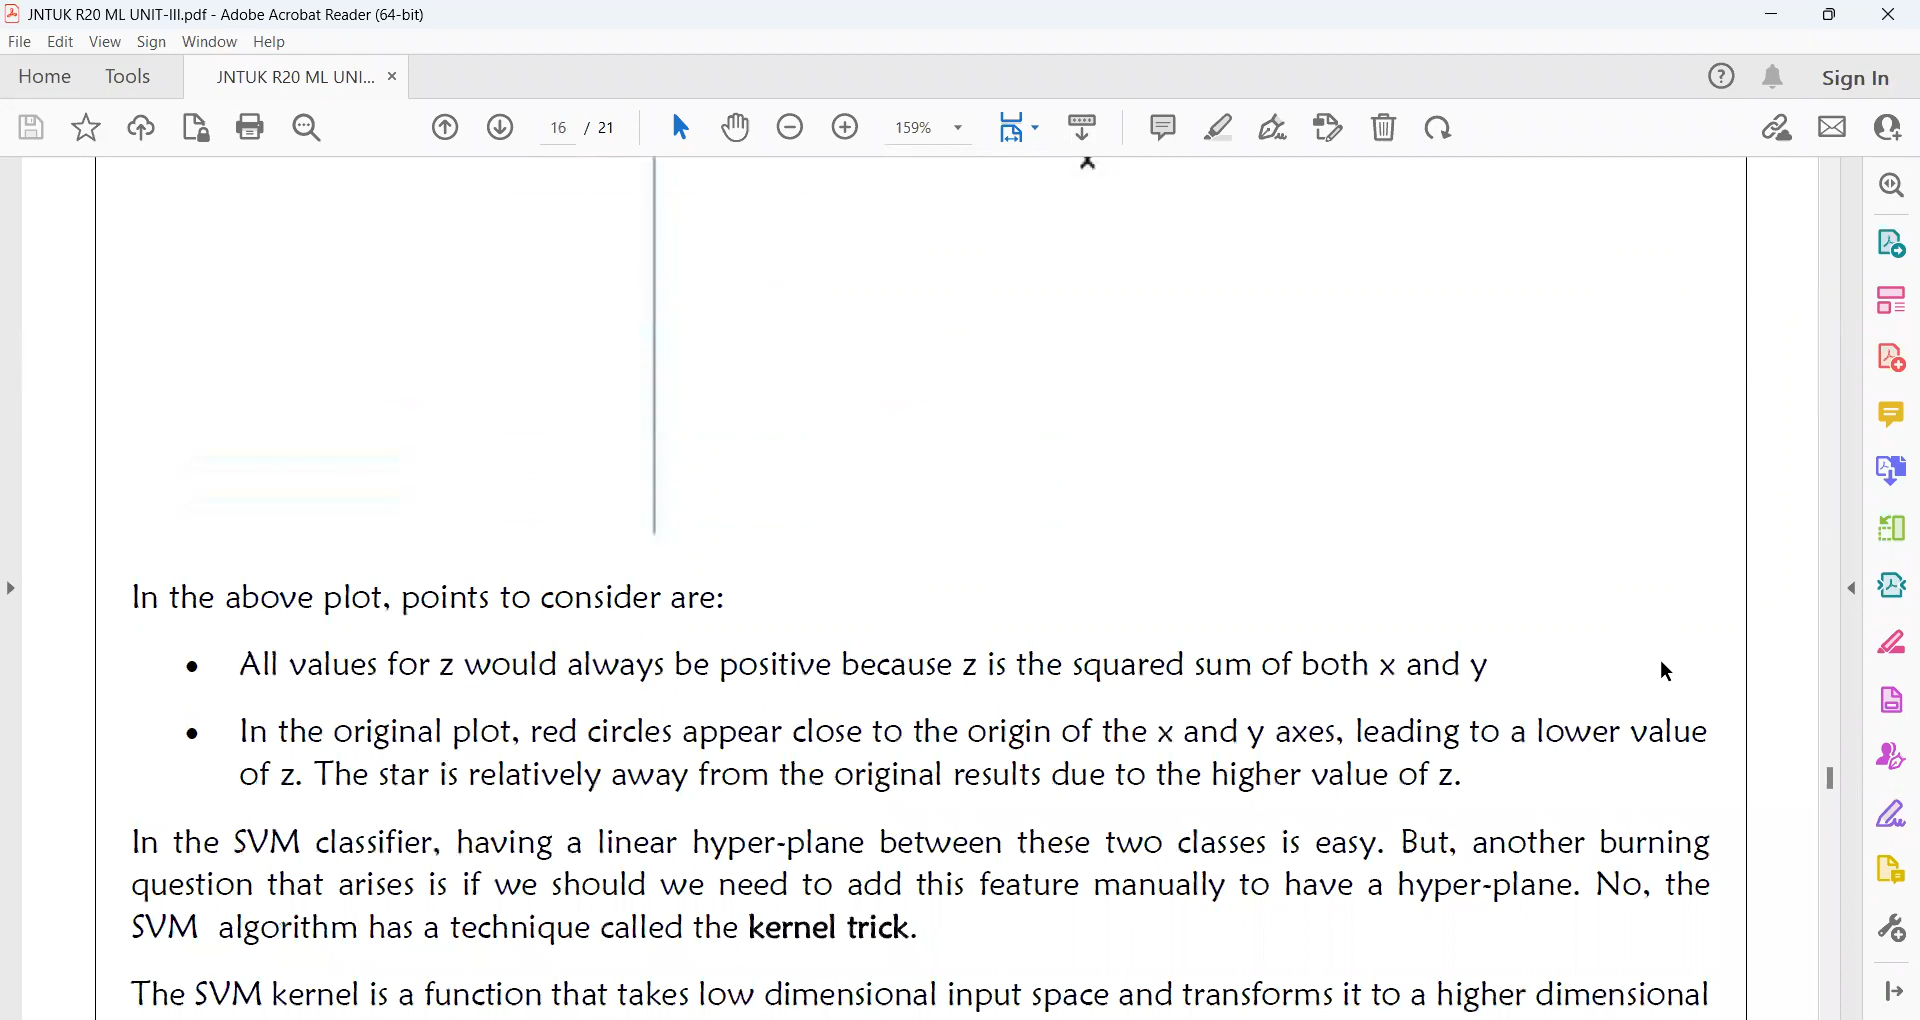 JNTUK R20 ML UNIT-III.pdf - Adobe Acrobat Reader (64-bit)
File Edit View Sign Window Help
Home Tools JNTUK R20 ML UNI... × Sign In
16 / 21 159%
In the above plot, points to consider are:
• All values for z would always be positive because z is the squared sum of both x and y
• In the original plot, red circles appear close to the origin of the x and y axes, leading to a lower value
of z. The star is relatively away from the original results due to the higher value of z.
In the SVM classifier, having a linear hyper-plane between these two classes is easy. But, another burning
question that arises is if we should we need to add this feature manually to have a hyper-plane. No, the
SVM algorithm has a technique called the kernel trick.
The SVM kernel is a function that takes low dimensional input space and transforms it to a higher dimensional